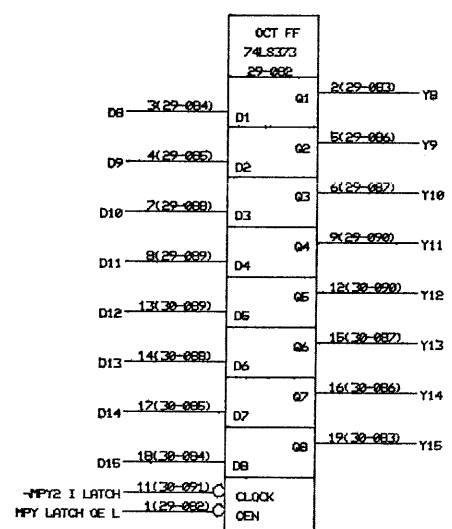 OCT FF
74LS373
29-082
2(29-083) Y8
Q1
D8 3(29-084) D1
5(29-086) Y9
Q2
D9 4(29-085) D2
6(29-087) Y10
Q3
D10 7(29-088) D3
9(29-090) Y11
Q4
D11 8(29-089) D4
12(30-090) Y12
Q5
D12 13(30-089) D5
15(30-087) Y13
Q6
D13 14(30-088) D6
16(30-086) Y14
Q7
D14 17(30-085) D7
19(30-083) Y15
Q8
D15 18(30-084) D8
¬MPY2 I LATCH 11(30-091) CLOCK
MPY LATCH OE L 1(29-082) OEN